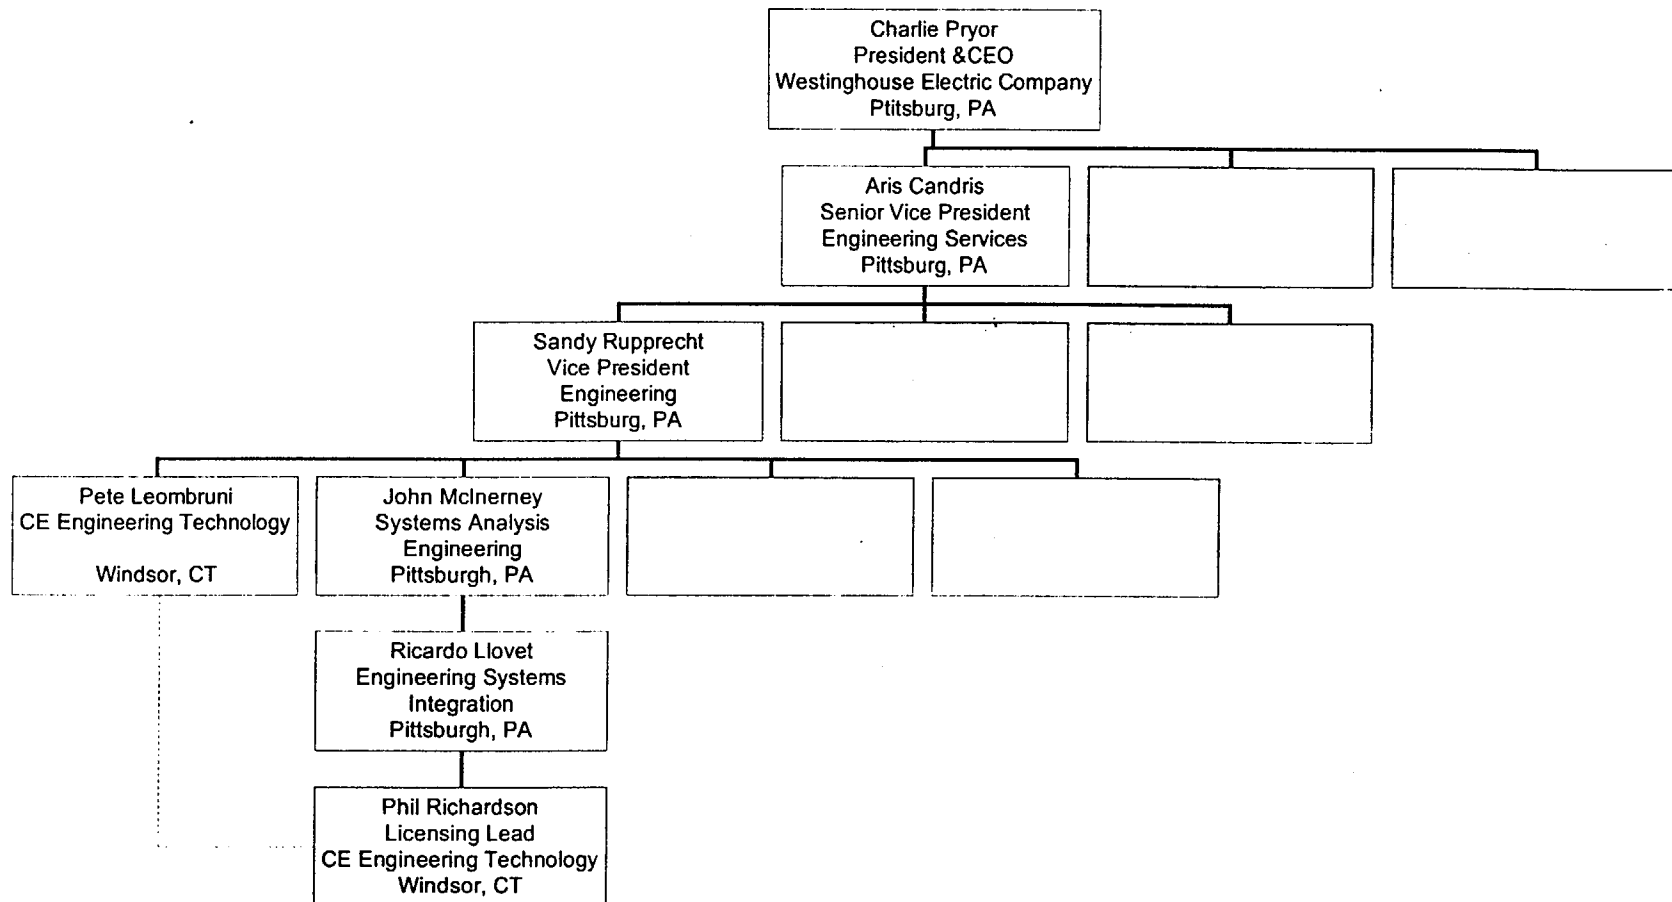 Charlie Pryor
President &CEO
Westinghouse Electric Company
Ptitsburg, PA
Aris Candris
Senior Vice President
Engineering Services
Pittsburg, PA
Sandy Rupprecht
Vice President
Engineering
Pittsburg, PA
Pete Leombruni
CE Engineering Technology
Windsor, CT
John McInerney
Systems Analysis
Engineering
Pittsburgh, PA
Ricardo Llovet
Engineering Systems
Integration
Pittsburgh, PA
Phil Richardson
Licensing Lead
CE Engineering Technology
Windsor, CT